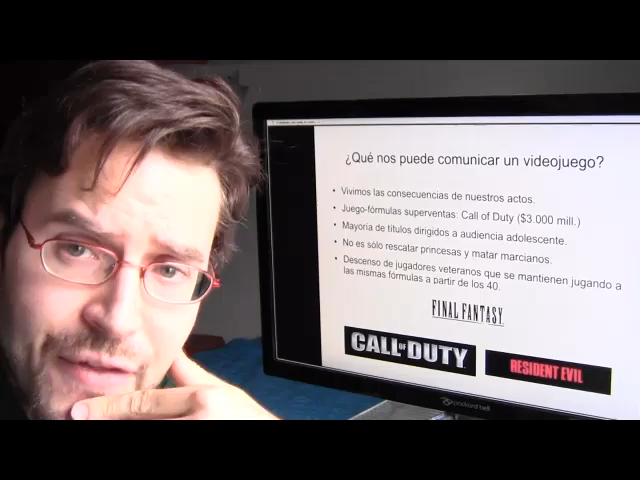 ¿Qué nos puede comunicar un videojuego?
• Vivimos las consecuencias de nuestros actos.
• Juego-fórmulas superventas: Call of Duty ($3.000 mill.)
• Mayoría de títulos dirigidos a audiencia adolescente.
• No es sólo rescatar princesas y matar marcianos.
• Descenso de jugadores veteranos que se mantienen jugando a
las mismas fórmulas a partir de los 40.
FINAL FANTASY
CALL OF DUTY
RESIDENT EVIL
packard bell